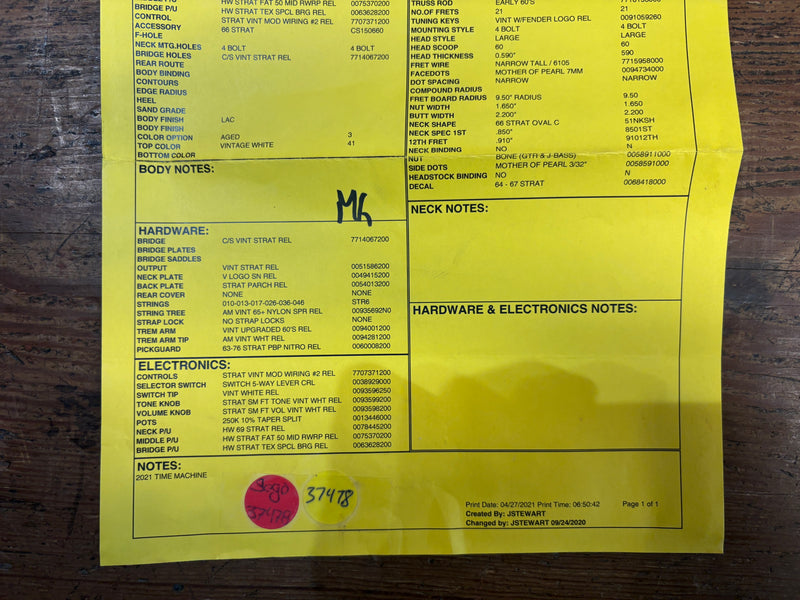 BRIDGE P/U HW STRAT FAT 50 MID RWRP REL 0075370200
CONTROL HW STRAT TEX SPCL BRG REL 0063628200
ACCESSORY STRAT VINT MOD WIRING #2 REL 7707371200
F-HOLE 66 STRAT CS150660
NECK MTG.HOLES 4 BOLT 4 BOLT
BRIDGE HOLES C/S VINT STRAT REL 7714067200
REAR ROUTE
BODY BINDING
CONTOURS
EDGE RADIUS
HEEL
SAND GRADE
BODY FINISH LAC
BODY FINISH
COLOR OPTION AGED 3
TOP COLOR VINTAGE WHITE 41
BOTTOM COLOR
BODY NOTES:
HARDWARE:
BRIDGE C/S VINT STRAT REL 7714067200
BRIDGE PLATES
BRIDGE SADDLES
OUTPUT VINT STRAT REL 0051586200
NECK PLATE V LOGO SN REL 0049415200
BACK PLATE STRAT PARCH REL 0054013200
REAR COVER NONE NONE
STRINGS 010-013-017-026-036-046 STR6
STRING TREE AM VINT 65+ NYLON SPR REL 00935692N0
STRAP LOCK NO STRAP LOCKS NONE
TREM ARM VINT UPGRADED 60'S REL 0094001200
TREM ARM TIP AM VINT WHT REL 0094281200
PICKGUARD 63-76 STRAT PBP NITRO REL 0060008200
ELECTRONICS:
CONTROLS STRAT VINT MOD WIRING #2 REL 7707371200
SELECTOR SWITCH SWITCH 5-WAY LEVER CRL 0038929000
SWITCH TIP VINT WHITE REL 0093596250
TONE KNOB STRAT SM FT TONE VINT WHT REL 0093599200
VOLUME KNOB STRAT SM FT VOL VINT WHT REL 0093598200
POTS 250K 10% TAPER SPLIT 0013446000
NECK P/U HW 69 STRAT REL 0078445200
MIDDLE P/U HW STRAT FAT 50 MID RWRP REL 0075370200
BRIDGE P/U HW STRAT TEX SPCL BRG REL 0063628200
TRUSS ROD EARLY 60'S
NO.OF FRETS 21 21
TUNING KEYS VINT W/FENDER LOGO REL 0091059260
MOUNTING STYLE 4 BOLT 4 BOLT
HEAD STYLE LARGE LARGE
HEAD SCOOP 60 60
HEAD THICKNESS 0.590" 590
FRET WIRE NARROW TALL / 6105 7715958000
FACEDOTS MOTHER OF PEARL 7MM 0094734000
DOT SPACING NARROW NARROW
COMPOUND RADIUS
FRET BOARD RADIUS 9.50" RADIUS 9.50
NUT WIDTH 1.650" 1.650
BUTT WIDTH 2.200" 2.200
NECK SHAPE 66 STRAT OVAL C 51NKSH
NECK SPEC 1ST .850" 8501ST
12TH FRET .910" 91012TH
NECK BINDING NO N
NUT BONE (GTR & J-BASS) 0058911000
SIDE DOTS MOTHER OF PEARL 3/32" 0058591000
HEADSTOCK BINDING NO N
DECAL 64 - 67 STRAT 0068418000
NECK NOTES:
HARDWARE & ELECTRONICS NOTES:
NOTES:
2021 TIME MACHINE
37478
Print Date: 04/27/2021 Print Time: 06:50:42 Page 1 of 1
Created By: JSTEWART
Changed by: JSTEWART 09/24/2020